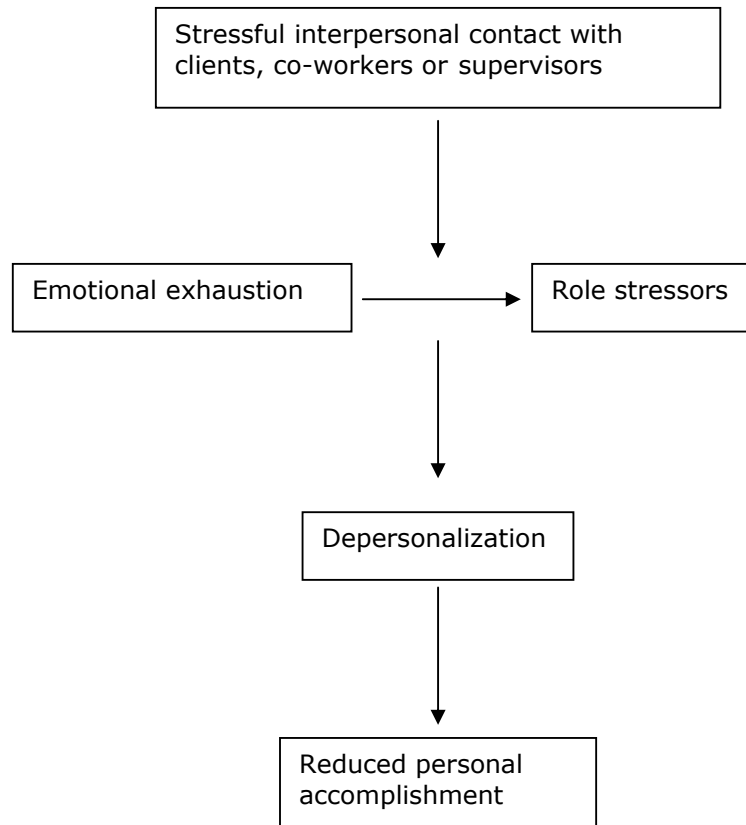 Stressful interpersonal contact with
clients, co-workers or supervisors
Emotional exhaustion
Role stressors
Depersonalization
Reduced personal
accomplishment